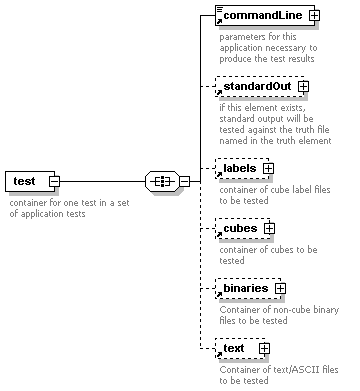 commandLine
parameters for this
application necessary to
produce the test results
standardOut
if this element exists,
standard output will be
tested against the truth file
named in the truth element
labels
container of cube label files
to be tested
test
container for one test in a set
of application tests
cubes
container of cubes to be
tested
binaries
Container of non-cube binary
files to be tested
text
Container of text/ASCII files
to be tested